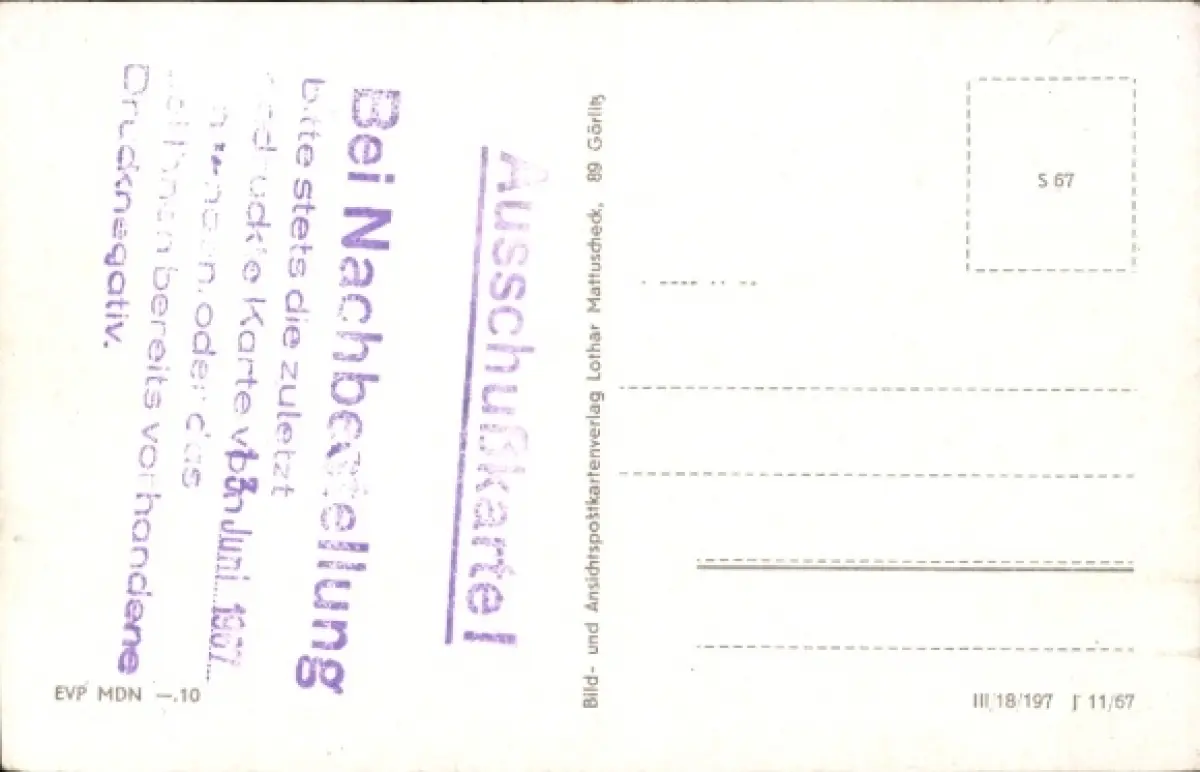 Ausschußkarte!
Bei Nachbestellung
bitte stets die zuletzt
Karte vom Juni 1967
oder das
bereits vorhandene
Drucknegativ.
EVP MDN —.10
Bild- und Ansichtspostkartenverlag Lothar Mattuscheck, 89 Görlitz
S 67
III 18/197 J 11/67